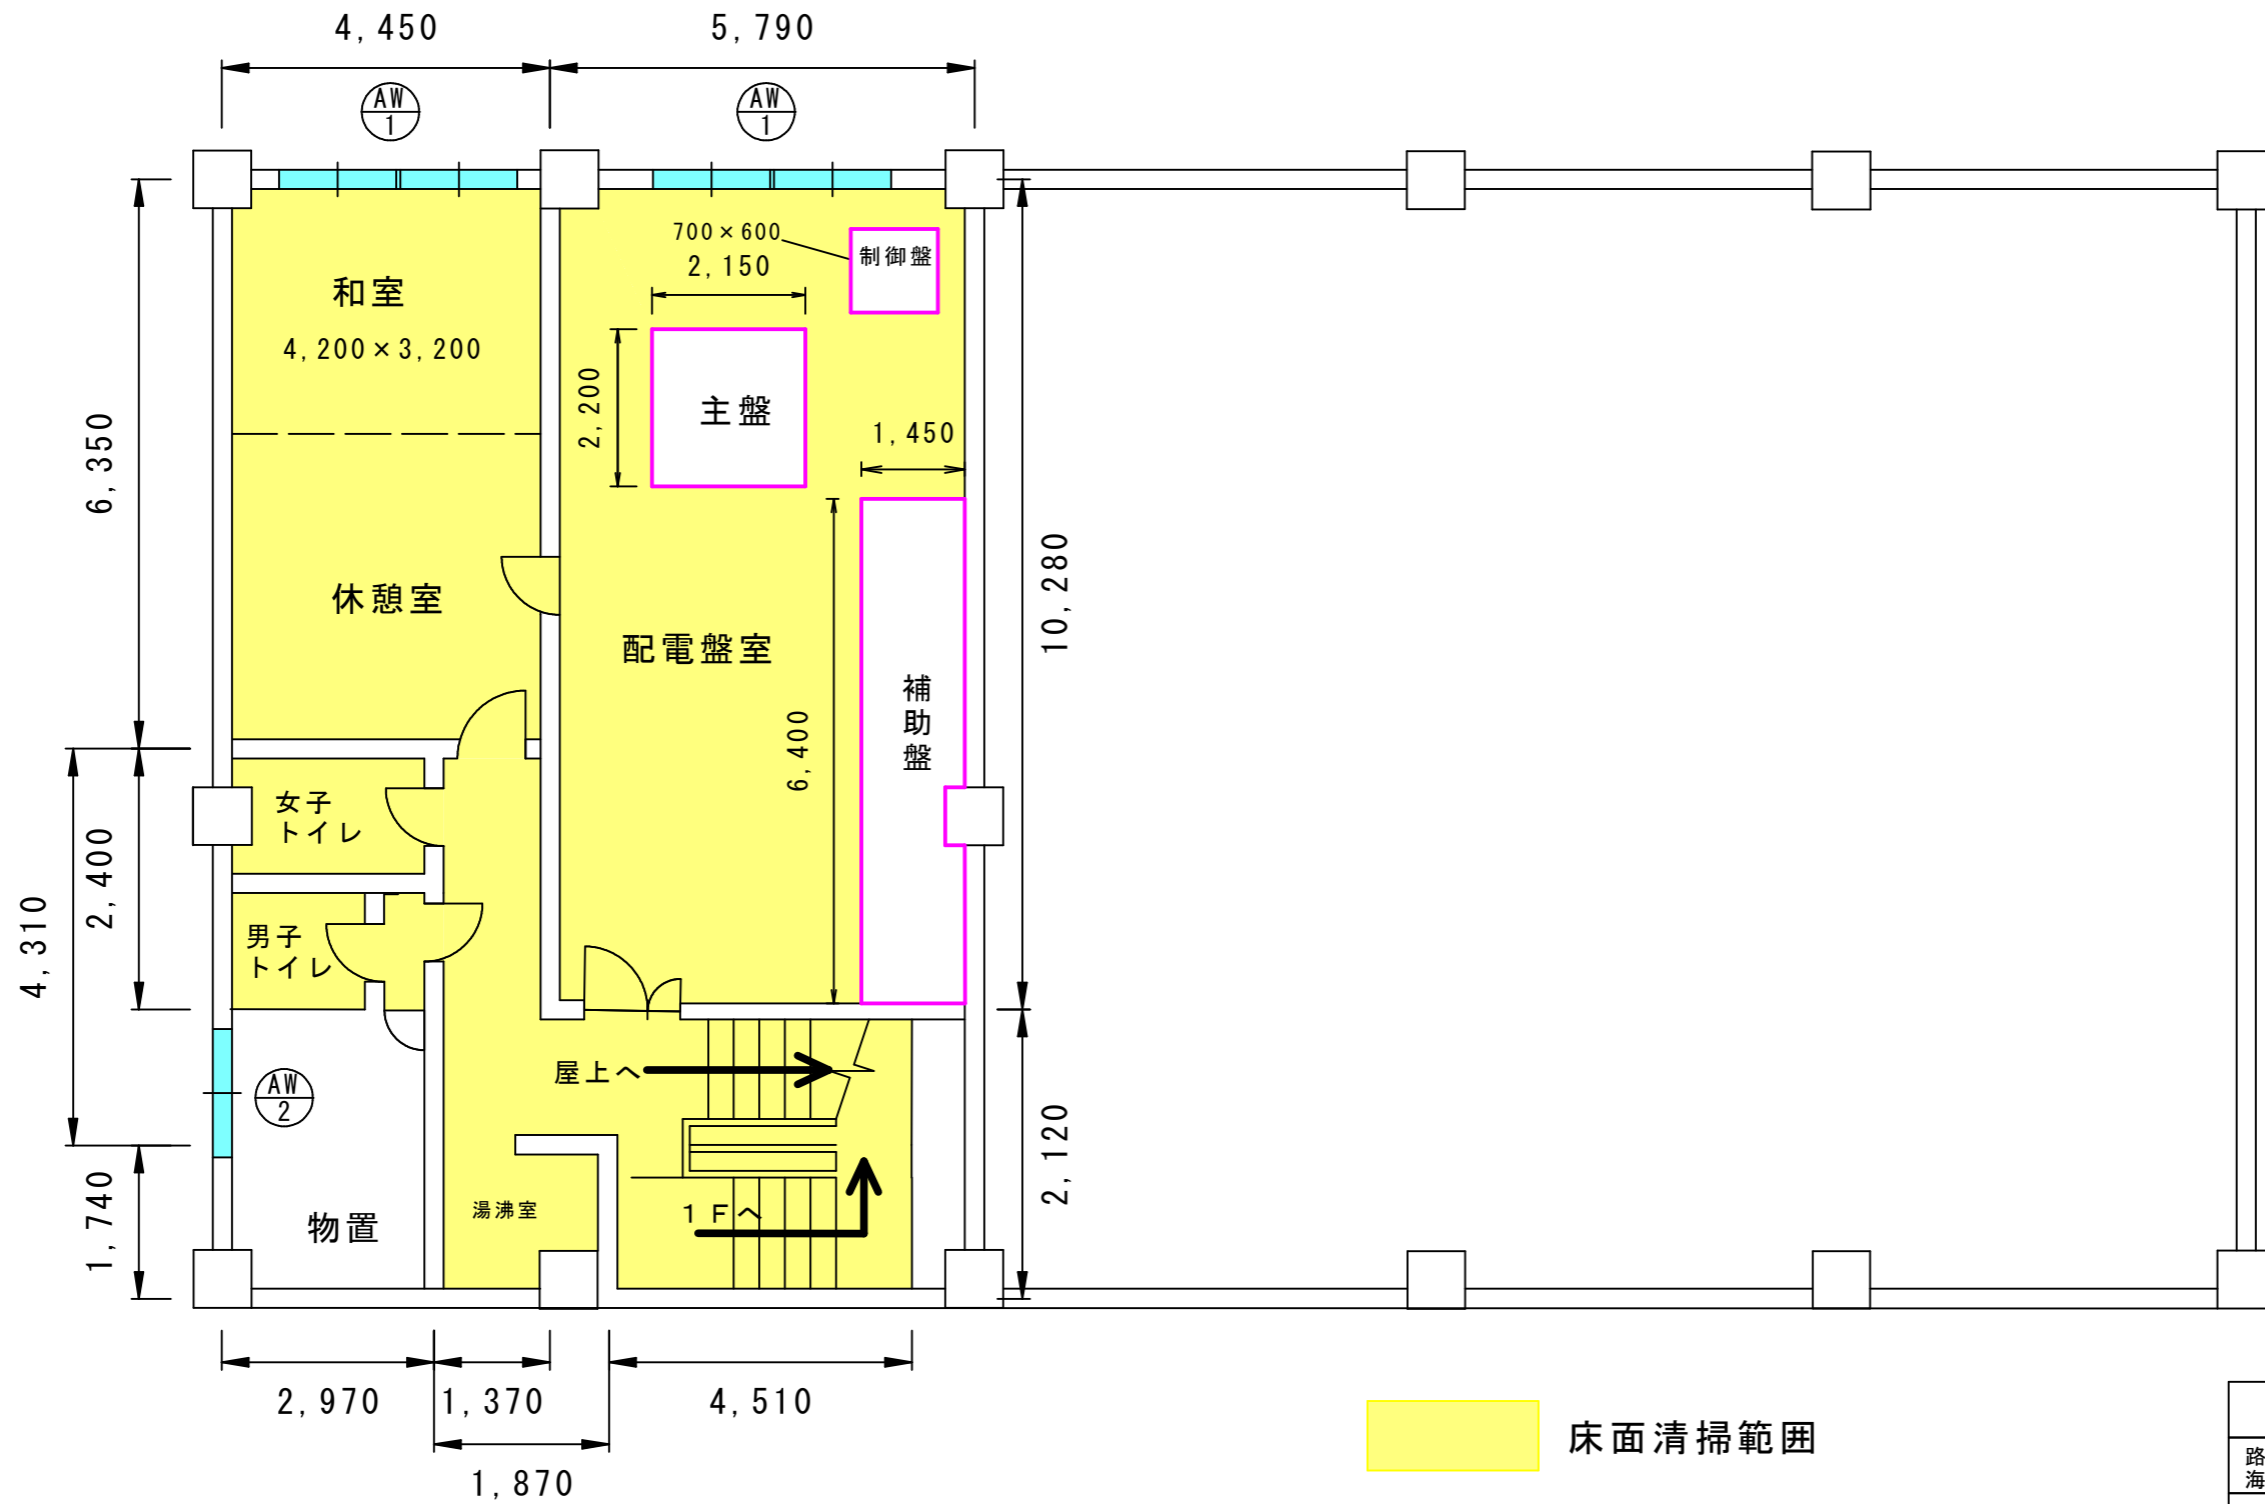 4,450
5,790
AW
1
AW
1
700×600
制御盤
2,150
和室
4,200×3,200
2,200
主盤
1,450
6,350
10,280
休憩室
配電盤室
補助盤
6,400
女子
トイレ
2,400
4,310
男子
トイレ
屋上へ
AW
2
2,120
1,740
湯沸室
1Fへ
物置
2,970
1,370
4,510
1,870
床面清掃範囲
路
海